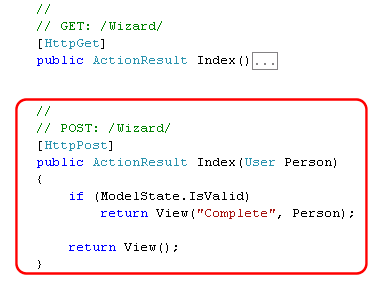 //
// GET: /Wizard/
[HttpGet]
public ActionResult Index()...
//
// POST: /Wizard/
[HttpPost]
public ActionResult Index(User Person)
{
    if (ModelState.IsValid)
        return View("Complete", Person);
    return View();
}